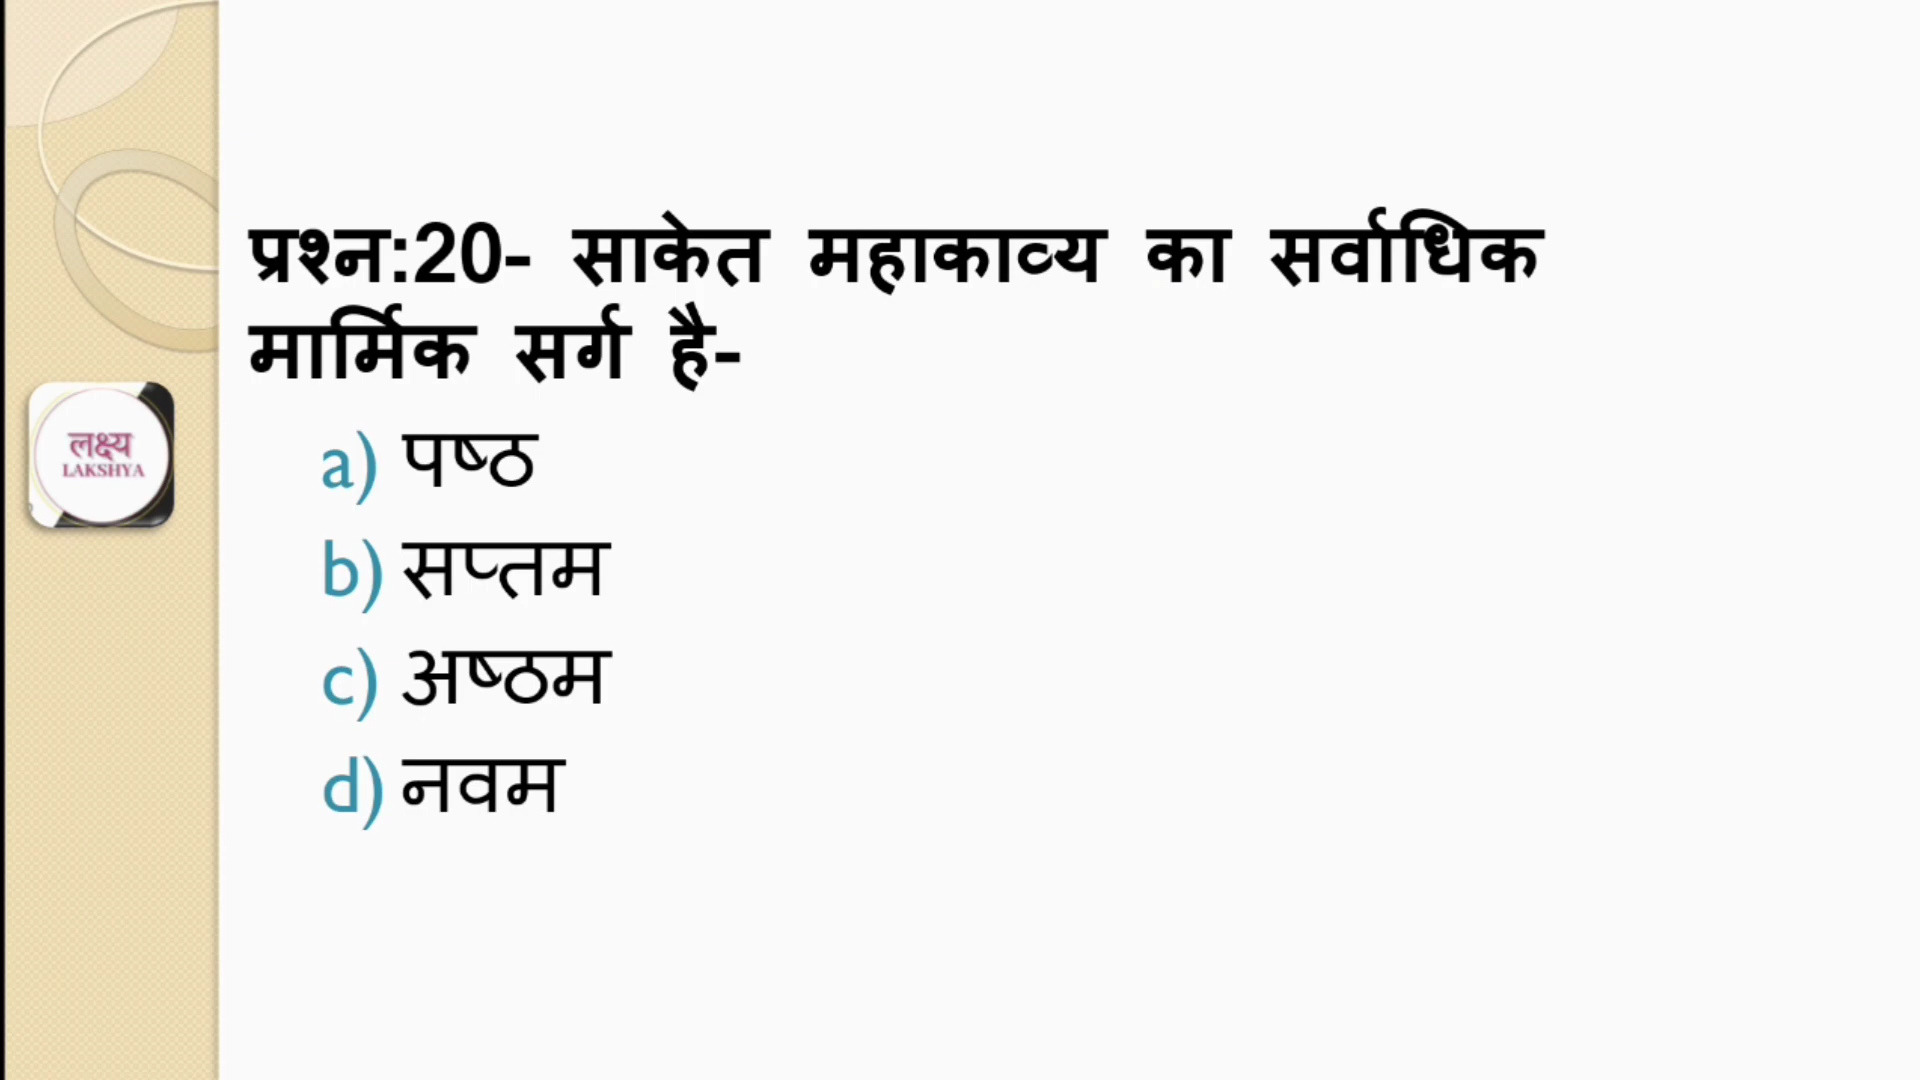 प्रश्न:20- साकेत महाकाव्य का सर्वाधिक
मार्मिक सर्ग है-
a) पष्ठ
b) सप्तम
c) अष्ठम
d) नवम
लक्ष्य
LAKSHYA